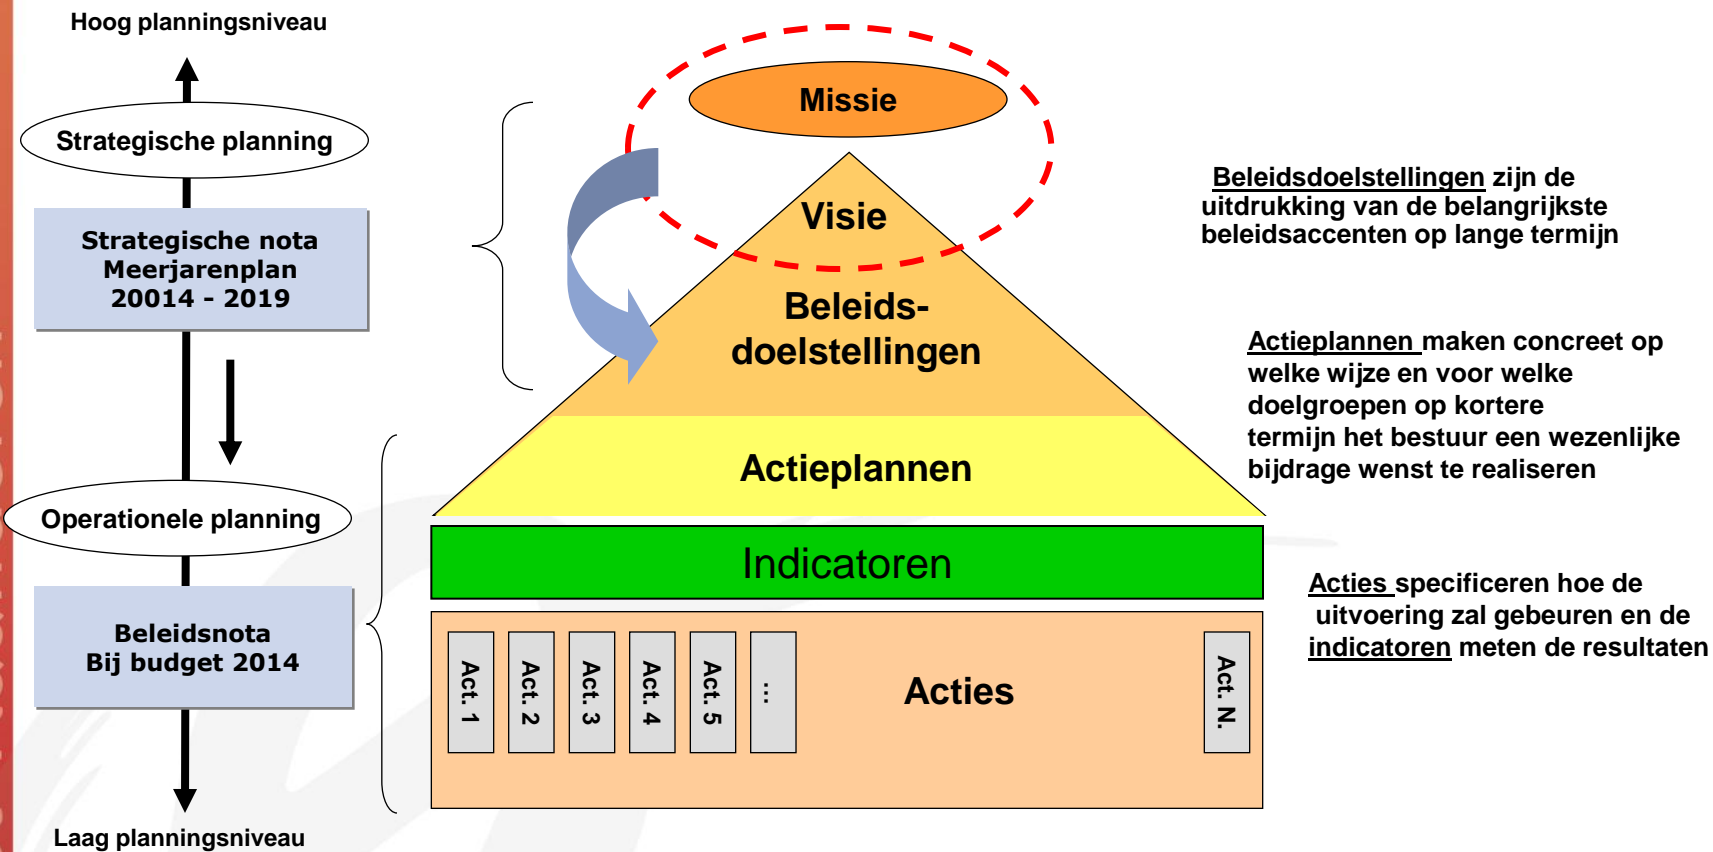 Hoog planningsniveau
Strategische planning
Strategische nota
Meerjarenplan
20014 - 2019
Operationele planning
Beleidsnota
Bij budget 2014
Laag planningsniveau
Missie
Visie
Beleids-
doelstellingen
Actieplannen
Indicatoren
Act. 1
Act. 2
Act. 3
Act. 4
Act. 5
...
Acties
Act. N.
Beleidsdoelstellingen zijn de
uitdrukking van de belangrijkste
beleidsaccenten op lange termijn
Actieplannen maken concreet op
welke wijze en voor welke
doelgroepen op kortere
termijn het bestuur een wezenlijke
bijdrage wenst te realiseren
Acties specificeren hoe de
uitvoering zal gebeuren en de
indicatoren meten de resultaten